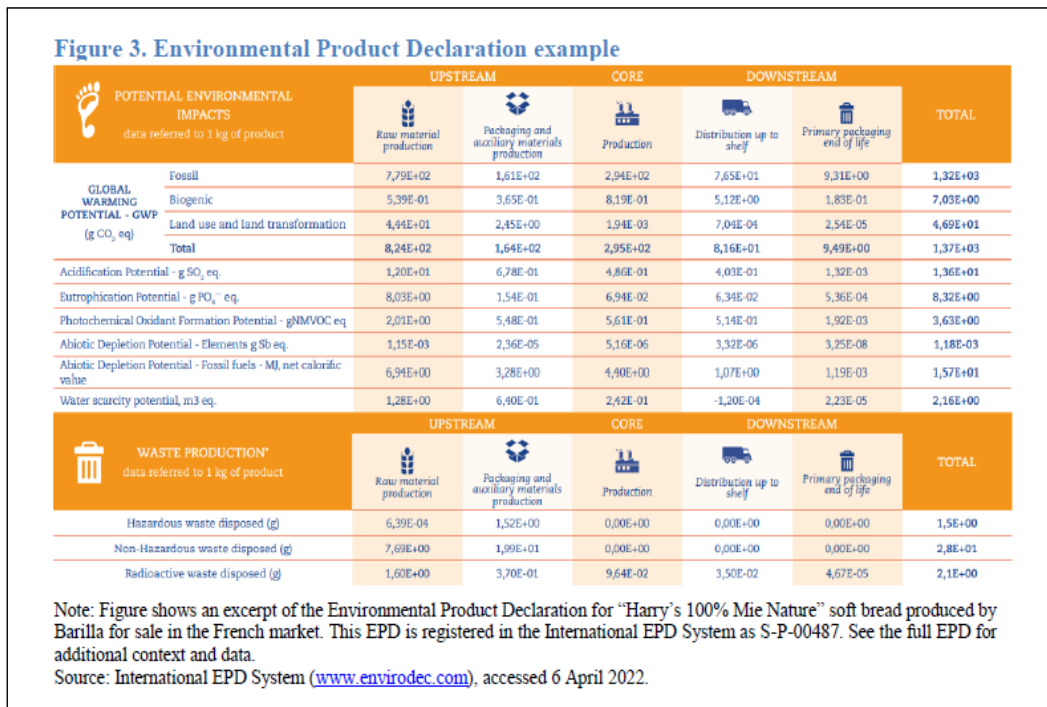 Figure 3. Environmental Product Declaration example
UPSTREAM CORE DOWNSTREAM
POTENTIAL ENVIRONMENTAL IMPACTS
data referred to 1 kg of product
Raw material production
Packaging and auxiliary materials production
Production
Distribution up to shelf
Primary packaging end of life
TOTAL
GLOBAL WARMING POTENTIAL - GWP (g CO₂ eq)
Fossil 7,79E+02 1,61E+02 2,94E+02 7,65E+01 9,31E+00 1,32E+03
Biogenic 5,39E-01 3,65E-01 8,19E-01 5,12E+00 1,83E-01 7,03E+00
Land use and land transformation 4,44E+01 2,45E+00 1,94E-03 7,04E-04 2,54E-05 4,69E+01
Total 8,24E+02 1,64E+02 2,95E+02 8,16E+01 9,49E+00 1,37E+03
Acidification Potential - g SO₂ eq. 1,20E+01 6,78E-01 4,86E-01 4,03E-01 1,32E-03 1,36E+01
Eutrophication Potential - g PO₄--- eq. 8,03E+00 1,54E-01 6,94E-02 6,34E-02 5,36E-04 8,32E+00
Photochemical Oxidant Formation Potential - gNMVOC eq 2,01E+00 5,48E-01 5,61E-01 5,14E-01 1,92E-03 3,63E+00
Abiotic Depletion Potential - Elements g Sb eq. 1,15E-03 2,36E-05 5,16E-06 3,32E-06 3,25E-08 1,18E-03
Abiotic Depletion Potential - Fossil fuels - MJ, net calorific value 6,94E+00 3,28E+00 4,40E+00 1,07E+00 1,19E-03 1,57E+01
Water scarcity potential, m3 eq. 1,28E+00 6,40E-01 2,42E-01 -1,20E-04 2,23E-05 2,16E+00
UPSTREAM CORE DOWNSTREAM
WASTE PRODUCTION*
data referred to 1 kg of product
Raw material production
Packaging and auxiliary materials production
Production
Distribution up to shelf
Primary packaging end of life
TOTAL
Hazardous waste disposed (g) 6,39E-04 1,52E+00 0,00E+00 0,00E+00 0,00E+00 1,5E+00
Non-Hazardous waste disposed (g) 7,69E+00 1,99E+01 0,00E+00 0,00E+00 0,00E+00 2,8E+01
Radioactive waste disposed (g) 1,60E+00 3,70E-01 9,64E-02 3,50E-02 4,67E-05 2,1E+00
Note: Figure shows an excerpt of the Environmental Product Declaration for “Harry’s 100% Mie Nature” soft bread produced by
Barilla for sale in the French market. This EPD is registered in the International EPD System as S-P-00487. See the full EPD for
additional context and data.
Source: International EPD System (www.envirodec.com), accessed 6 April 2022.